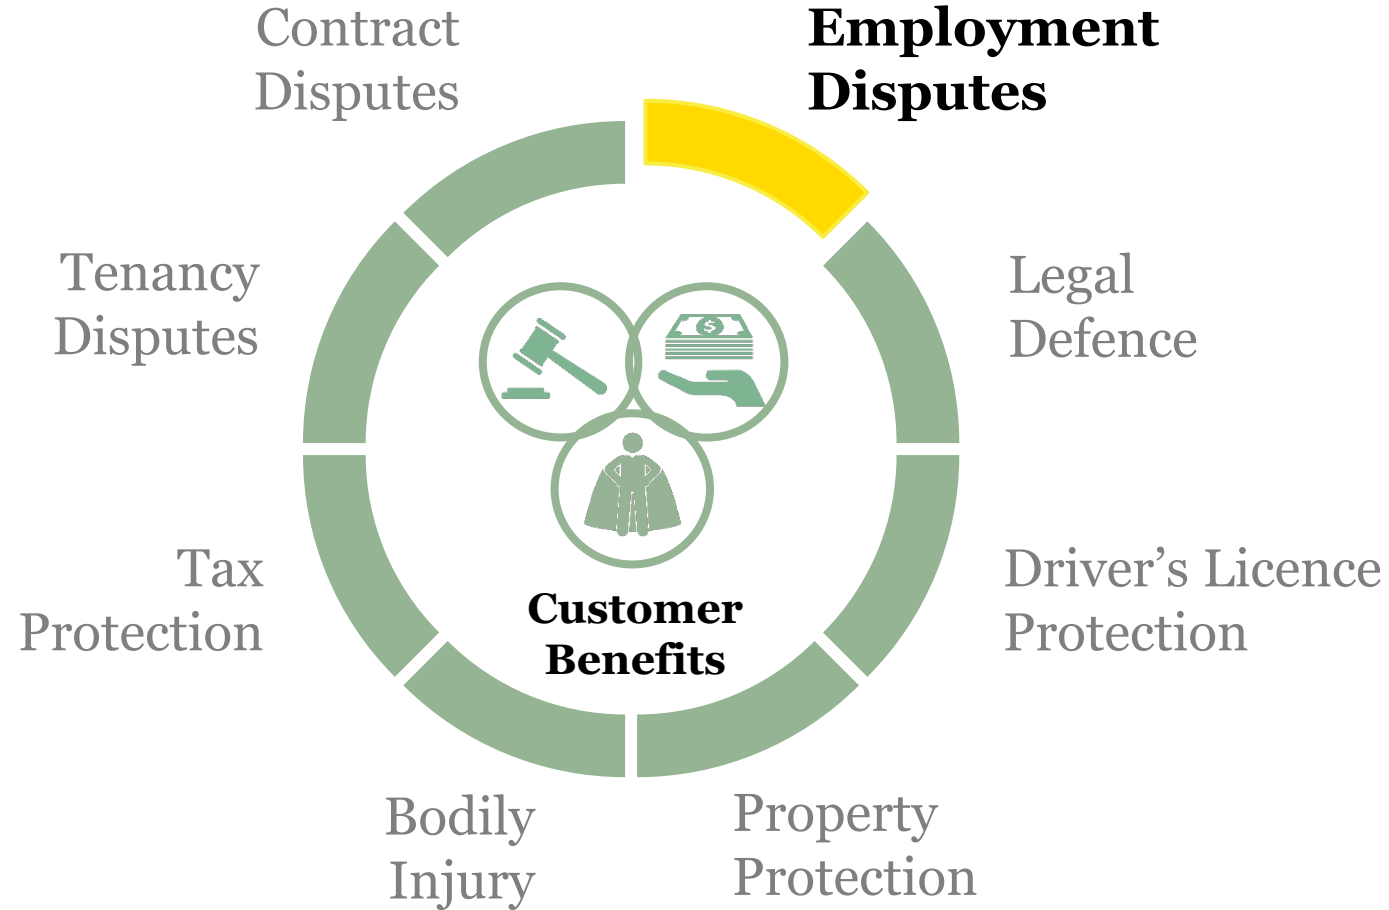 Contract
Disputes
Employment
Disputes
Tenancy
Disputes
Legal
Defence
$
Tax
Protection
Driver’s Licence
Protection
Customer
Benefits
Bodily
Injury
Property
Protection